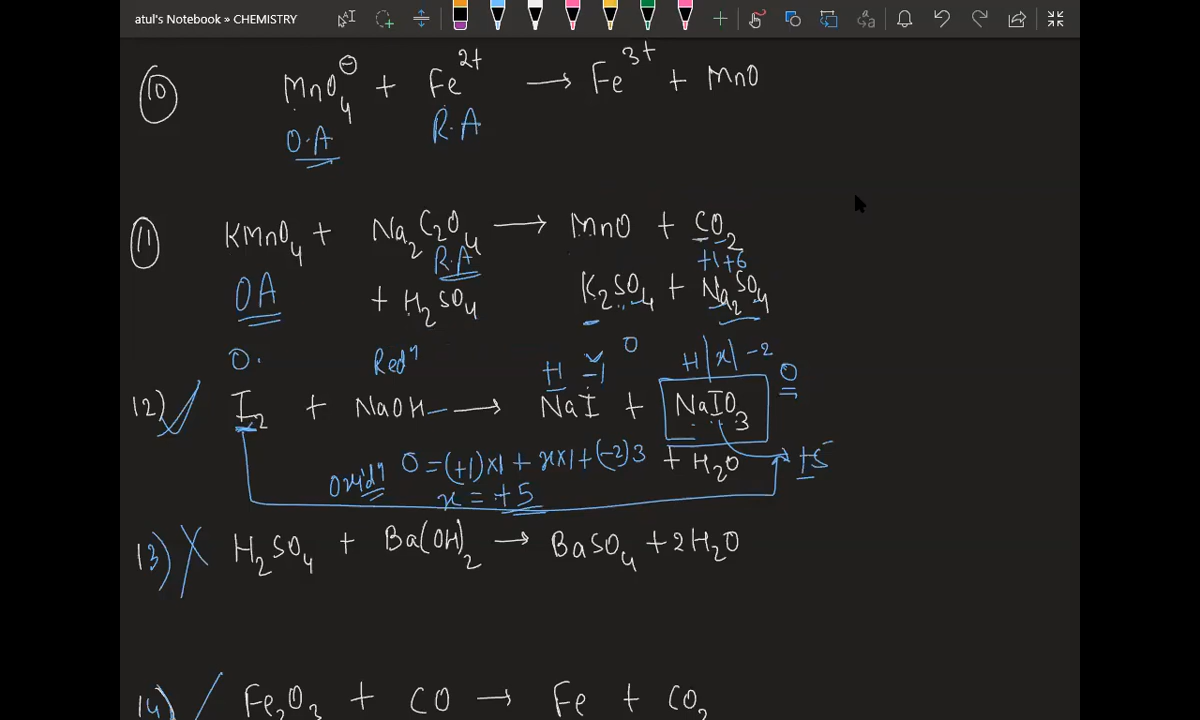 atul's Notebook » CHEMISTRY
10 MnO4⊖ + Fe2+ → Fe3+ + MnO
O.A R.A
11 KMnO4 + Na2C2O4 → MnO + CO2
R.A +1+6
OA + H2SO4 K2SO4 + Na2SO4
O. Redn +1 -1 0 +1|x|-2 0
12) I2 + NaOH → NaI + NaIO3
Oxidn 0=(+1)×1 + x×1+(-2)3 + H2O +5
x = +5
13) H2SO4 + Ba(OH)2 → BaSO4 + 2H2O
14) Fe2O3 + CO → Fe + CO2